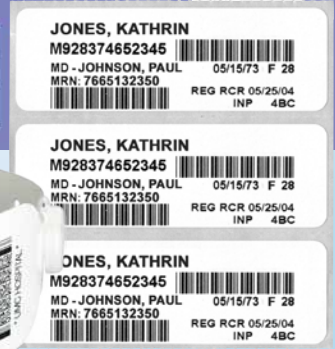 JONES, KATHRIN
M928374652345
MD - JOHNSON, PAUL 05/15/73 F 28
MRN: 7665132350
REG RCR 05/25/04
INP 4BC
JONES, KATHRIN
M928374652345
MD - JOHNSON, PAUL 05/15/73 F 28
MRN: 7665132350
REG RCR 05/25/04
INP 4BC
ONES, KATHRIN
M928374652345
MD - JOHNSON, PAUL 05/15/73 F 28
MRN: 7665132350
REG RCR 05/25/04
INP 4BC
* UMC HOSPITAL *